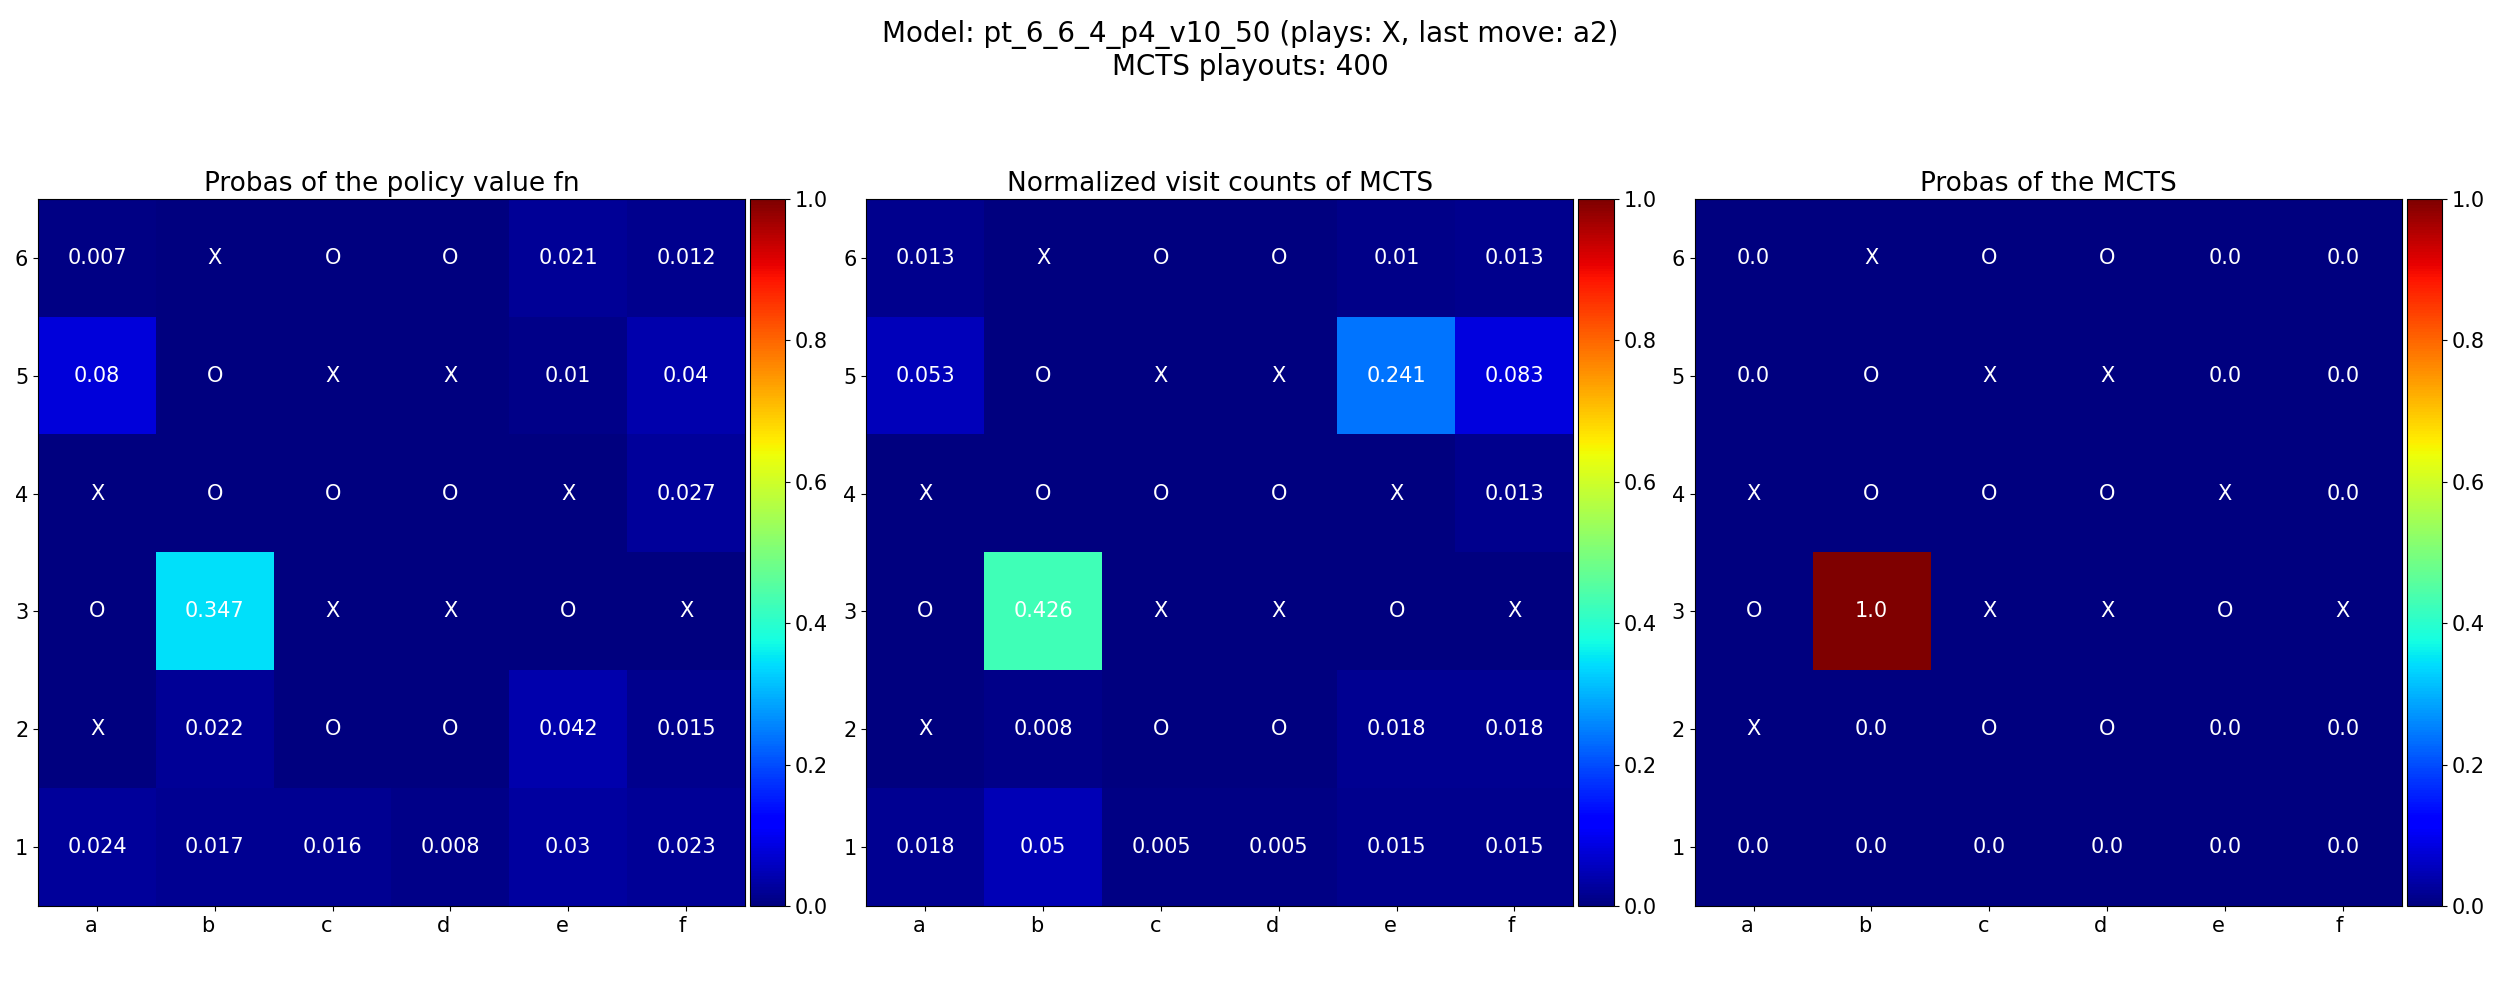 Model: pt_6_6_4_p4_v10_50 (plays: X, last move: a2)
MCTS playouts: 400
Probas of the policy value fn
6 0.007 X O O 0.021 0.012
5 0.08 O X X 0.01 0.04
4 X O O O X 0.027
3 O 0.347 X X O X
2 X 0.022 O O 0.042 0.015
1 0.024 0.017 0.016 0.008 0.03 0.023
a b c d e f
1.0
0.8
0.6
0.4
0.2
0.0
Normalized visit counts of MCTS
6 0.013 X O O 0.01 0.013
5 0.053 O X X 0.241 0.083
4 X O O O X 0.013
3 O 0.426 X X O X
2 X 0.008 O O 0.018 0.018
1 0.018 0.05 0.005 0.005 0.015 0.015
a b c d e f
1.0
0.8
0.6
0.4
0.2
0.0
Probas of the MCTS
6 0.0 X O O 0.0 0.0
5 0.0 O X X 0.0 0.0
4 X O O O X 0.0
3 O 1.0 X X O X
2 X 0.0 O O 0.0 0.0
1 0.0 0.0 0.0 0.0 0.0 0.0
a b c d e f
1.0
0.8
0.6
0.4
0.2
0.0